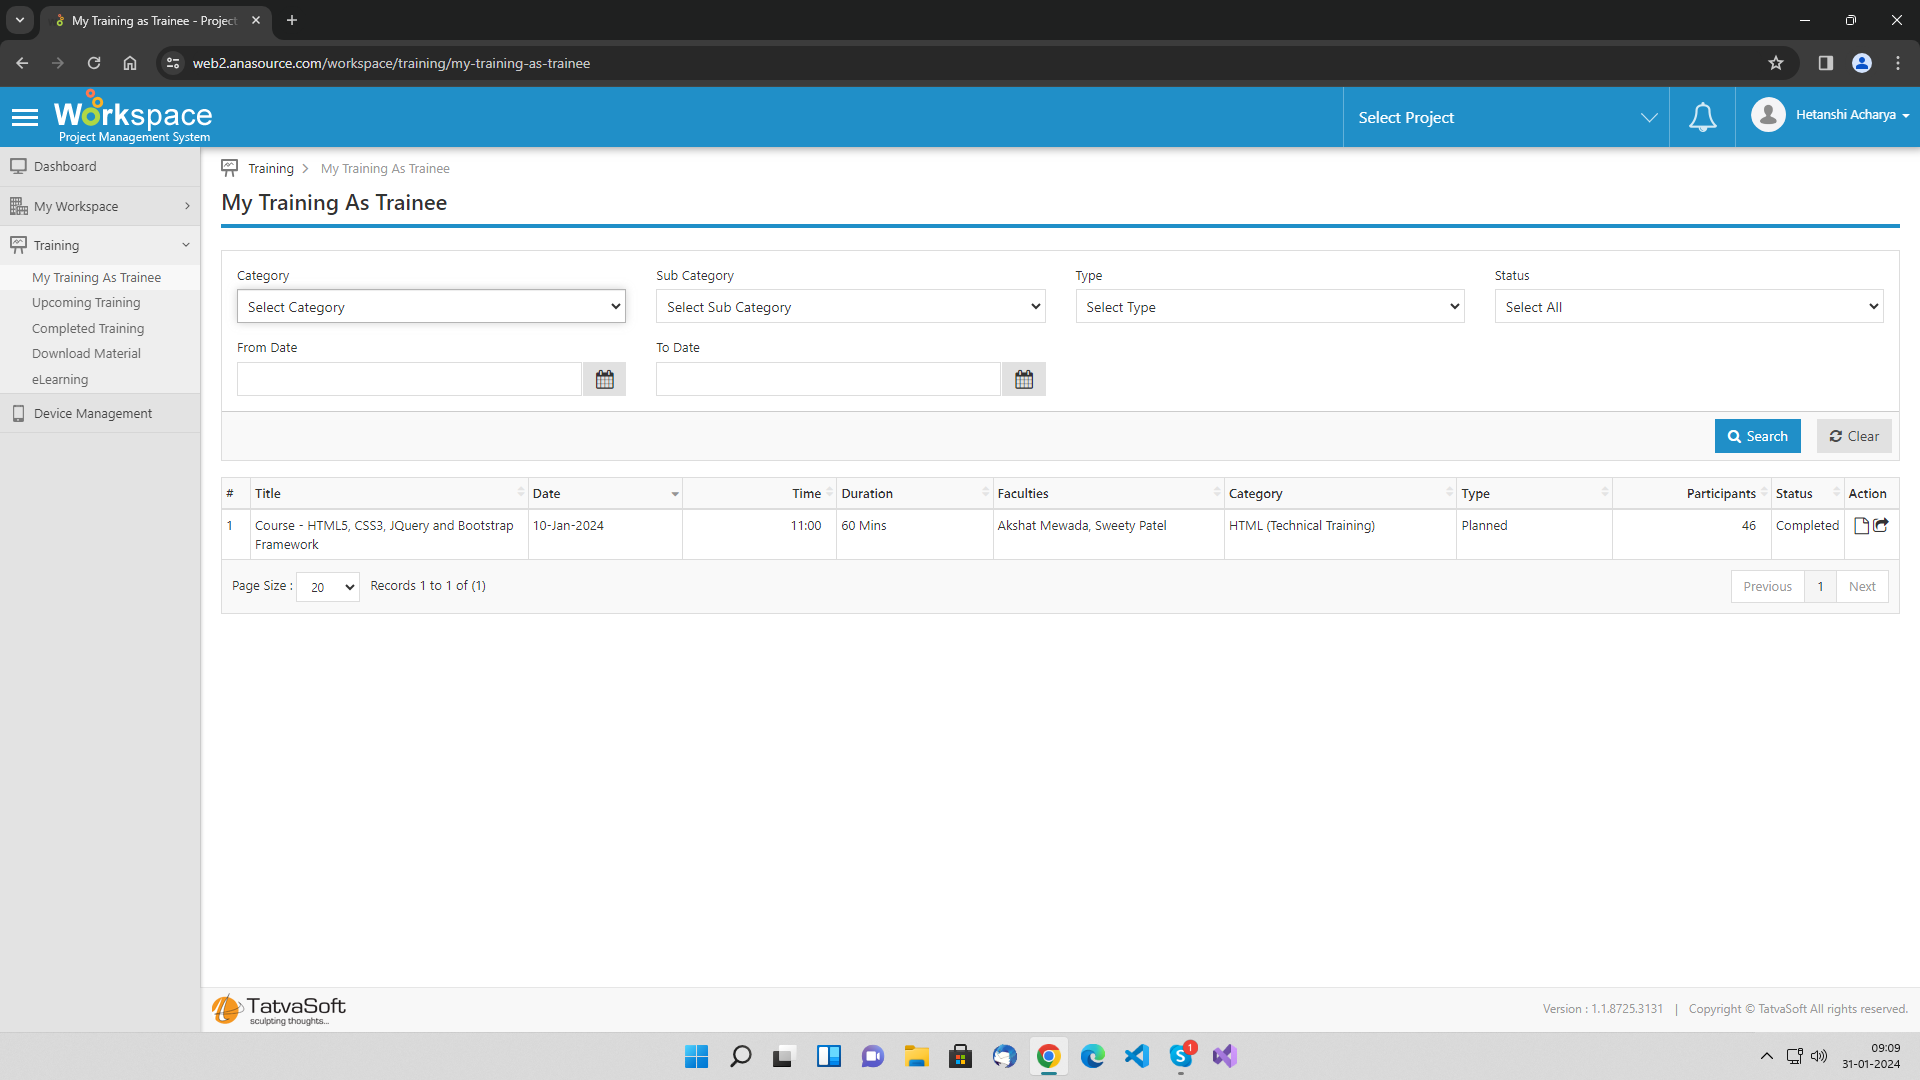 My Training as Trainee - Project
web2.anasource.com/workspace/training/my-training-as-trainee
Workspace
Project Management System
Select Project
Hetanshi Acharya
Dashboard
My Workspace
Training
My Training As Trainee
Upcoming Training
Completed Training
Download Material
eLearning
Device Management
Training > My Training As Trainee
My Training As Trainee
Category Sub Category Type Status
Select Category Select Sub Category Select Type Select All
From Date To Date
Search Clear
# Title Date Time Duration Faculties Category Type Participants Status Action
1 Course - HTML5, CSS3, JQuery and Bootstrap 10-Jan-2024 11:00 60 Mins Akshat Mewada, Sweety Patel HTML (Technical Training) Planned 46 Completed
Framework
Page Size : 20 Records 1 to 1 of (1) Previous 1 Next
TatvaSoft
sculpting thoughts...
Version : 1.1.8725.3131 | Copyright © TatvaSoft All rights reserved.
S 1
09:09
31-01-2024